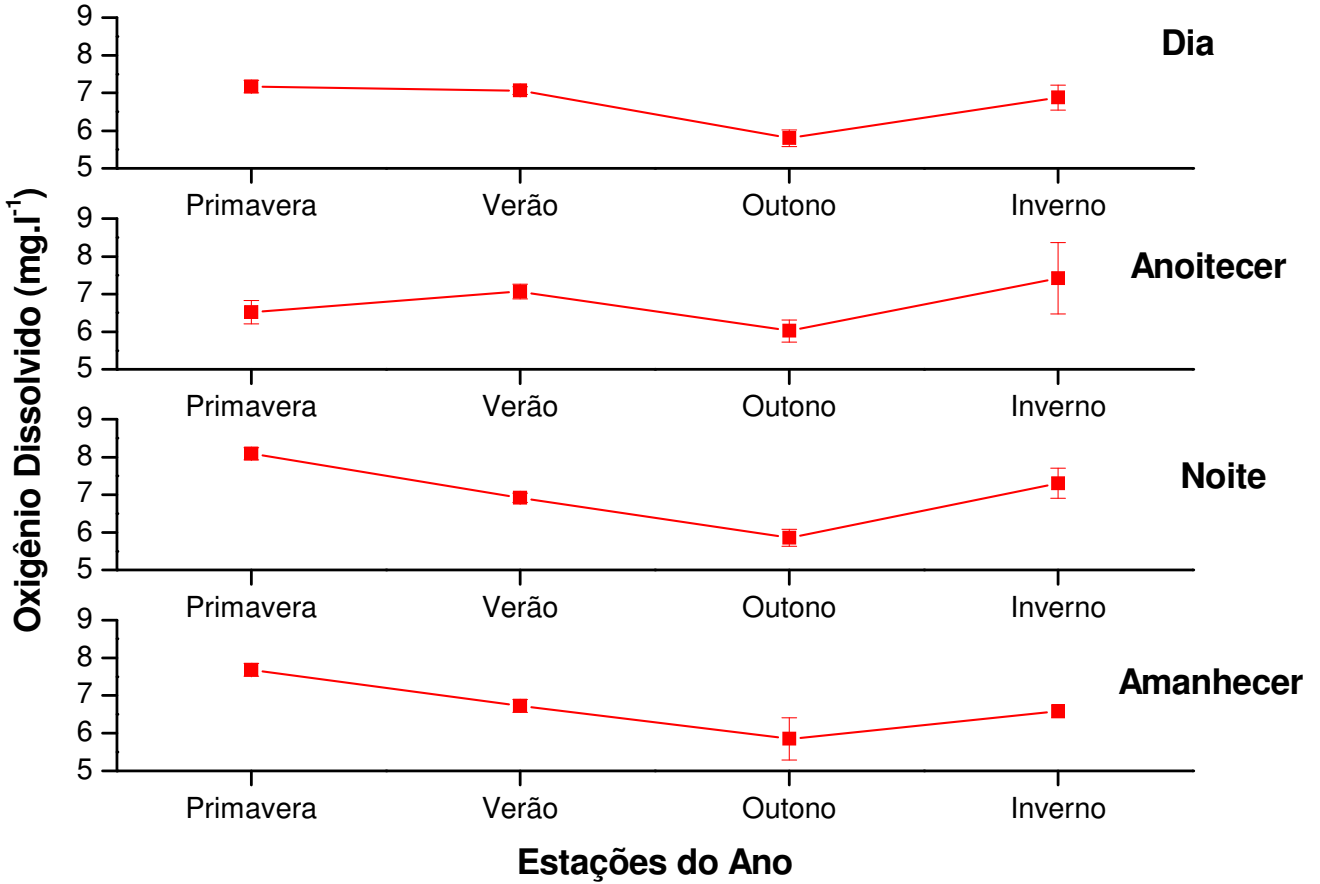 Oxigênio Dissolvido (mg.l-1)
9
8
7
6
5
Dia
Primavera Verão Outono Inverno
9
8
7
6
5
Anoitecer
Primavera Verão Outono Inverno
9
8
7
6
5
Noite
Primavera Verão Outono Inverno
9
8
7
6
5
Amanhecer
Primavera Verão Outono Inverno
Estações do Ano